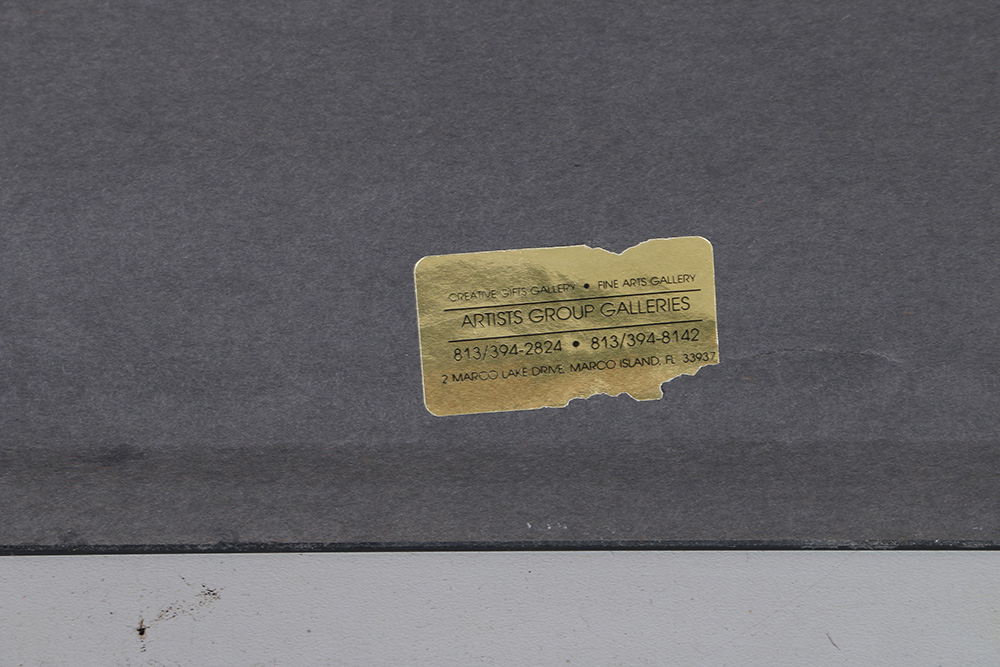 CREATIVE GIFTS GALLERY • FINE ARTS GALLERY
ARTISTS GROUP GALLERIES
813/394-2824 • 813/394-8142
2 MARCO LAKE DRIVE, MARCO ISLAND, FL 33937